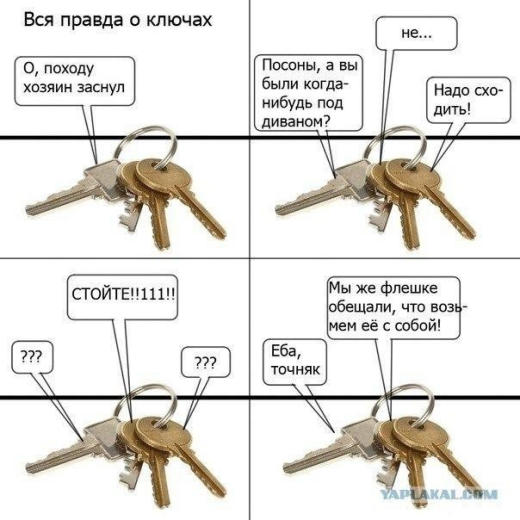 Вся правда о ключах
О, походу
хозяин заснул
Посоны, а вы
были когда-
нибудь под
диваном?
не...
Надо схо-
дить!
???
СТОЙТЕ!!111!!
???
Еба,
точняк
Мы же флешке
обещали, что возь-
мем её с собой!
YAPLAKAL.COM